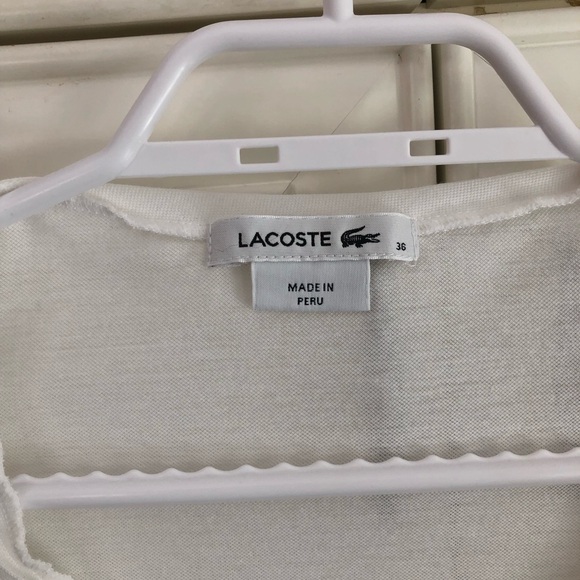 LACOSTE
36
MADE IN
PERU